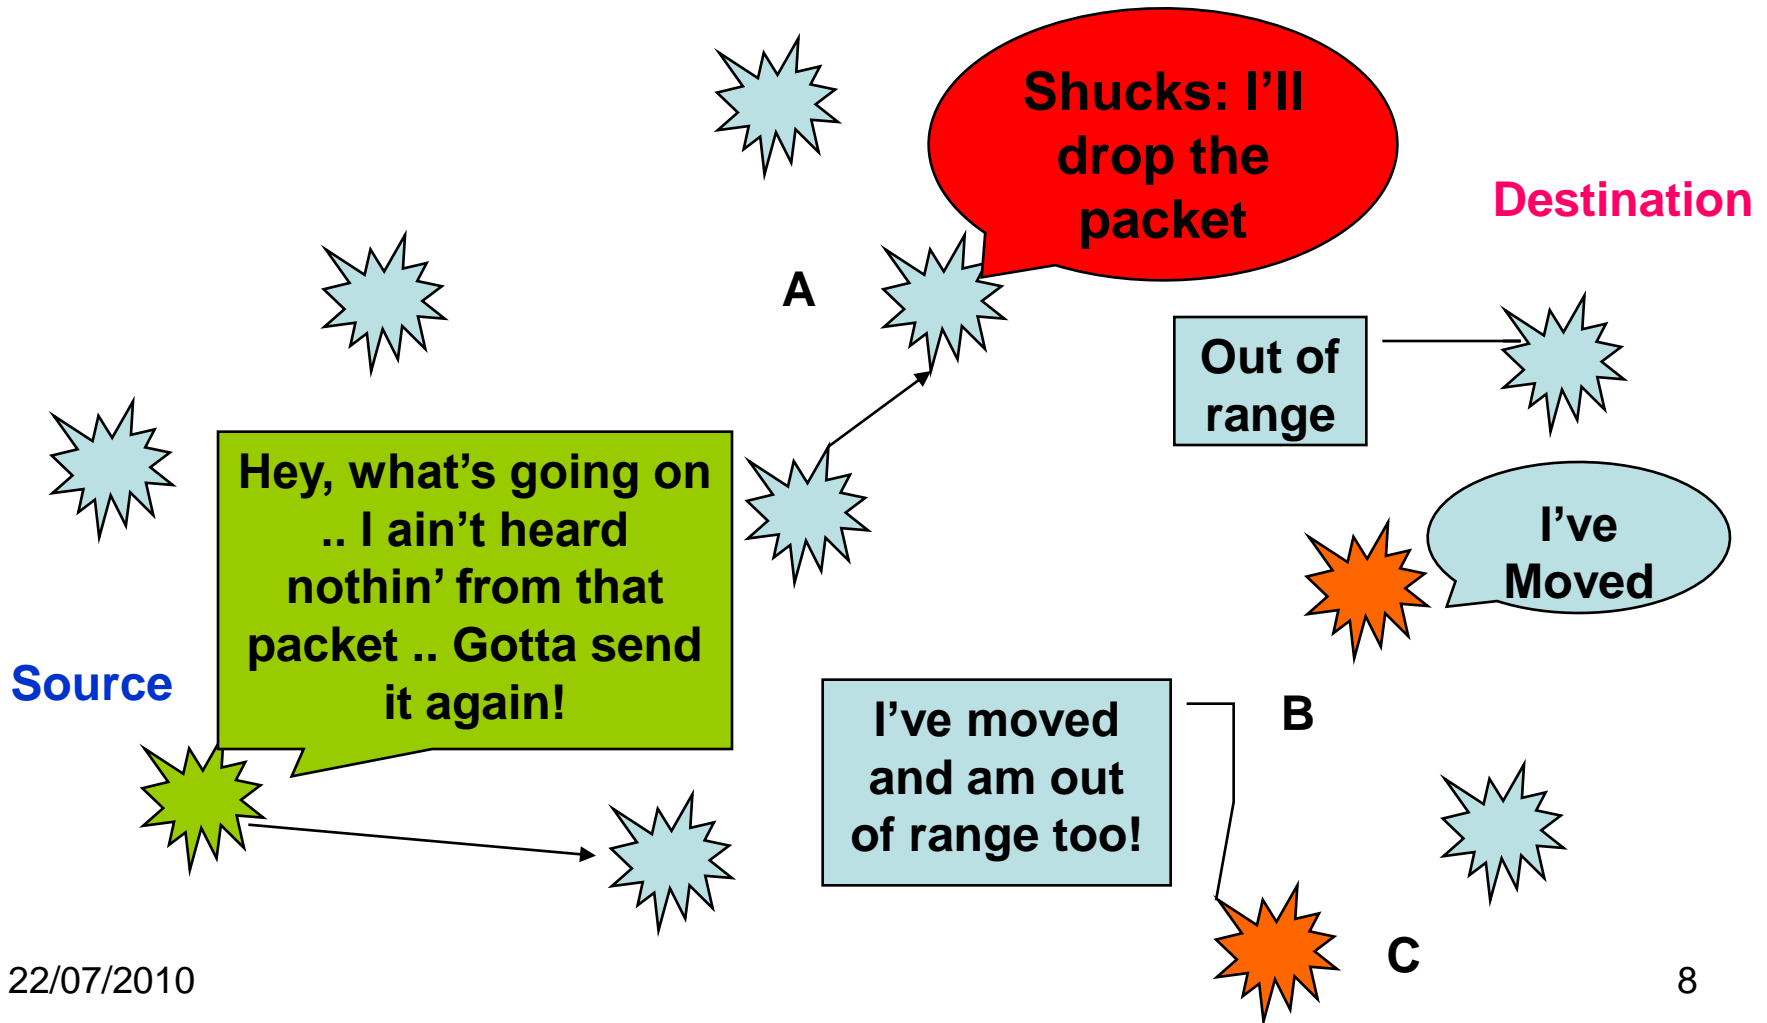 Shucks: I’ll
drop the
packet
Destination
A
Out of
range
Hey, what’s going on
.. I ain’t heard
nothin’ from that
packet .. Gotta send
it again!
I’ve
Moved
Source
I’ve moved
and am out
of range too!
B
C
22/07/2010
8